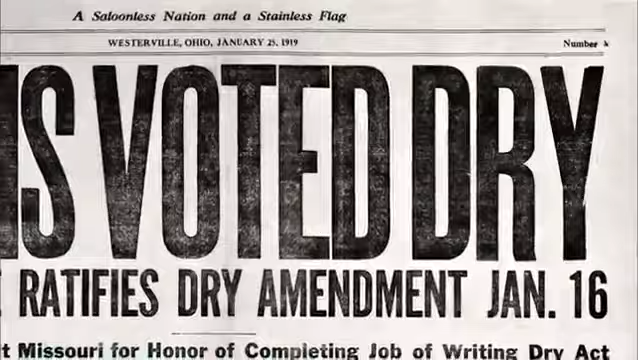 A Saloonless Nation and a Stainless Flag
WESTERVILLE, OHIO, JANUARY 25, 1919 Number
IS VOTED DRY
RATIFIES DRY AMENDMENT JAN. 16
Missouri for Honor of Completing Job of Writing Dry Act